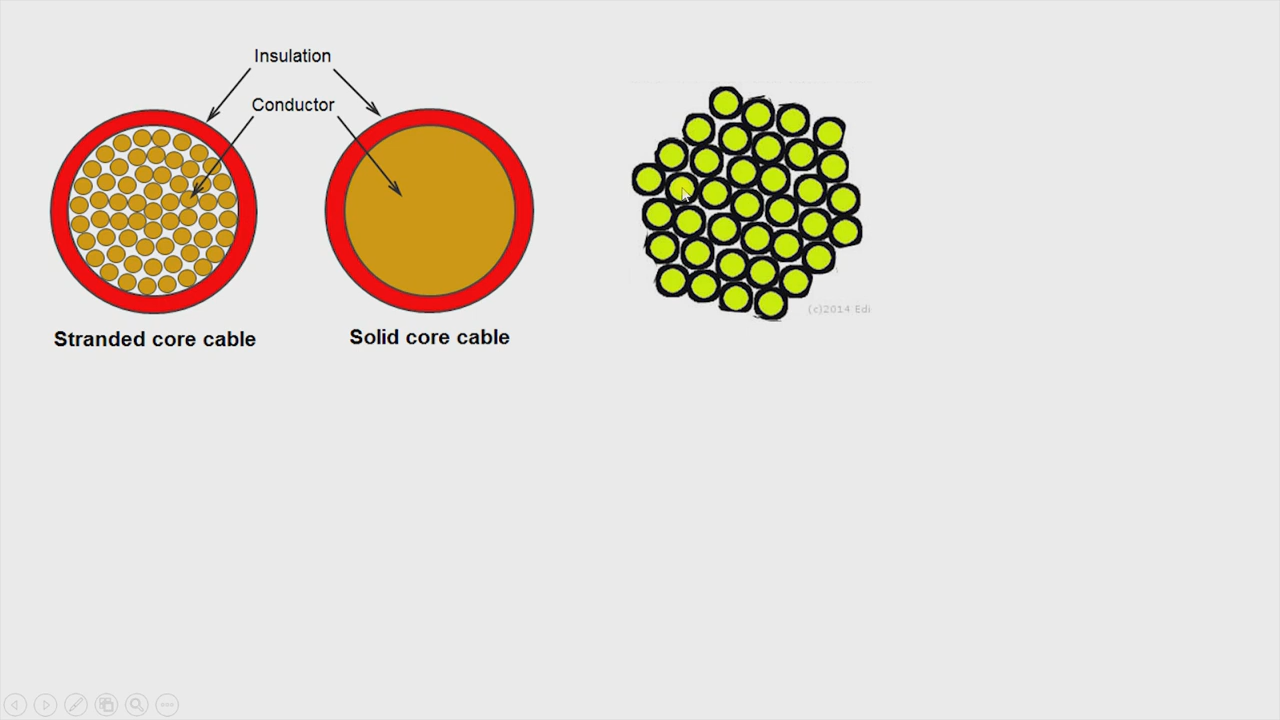 Insulation
Conductor
Stranded core cable
Solid core cable
(c)2014 Edi